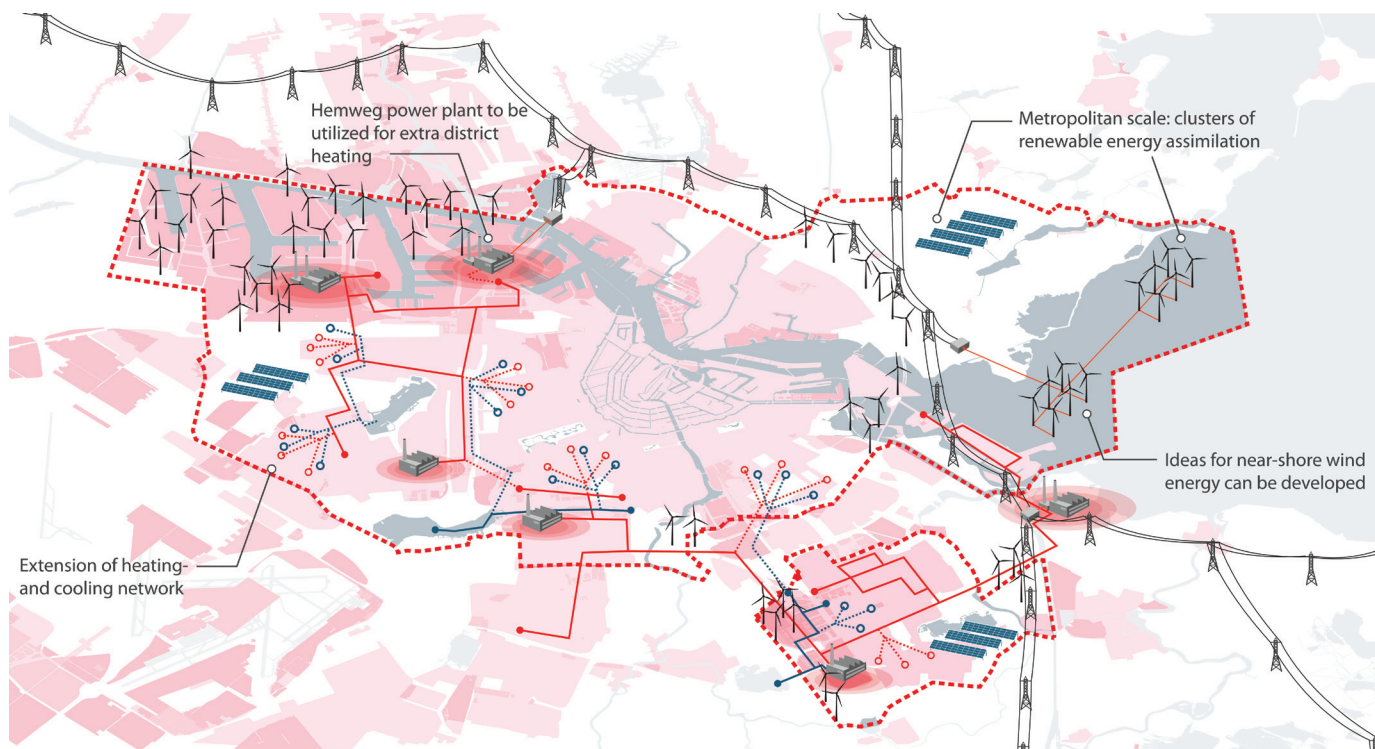 Hemweg power plant to be
utilized for extra district
heating
Metropolitan scale: clusters of
renewable energy assimilation
Ideas for near-shore wind
energy can be developed
Extension of heating-
and cooling network